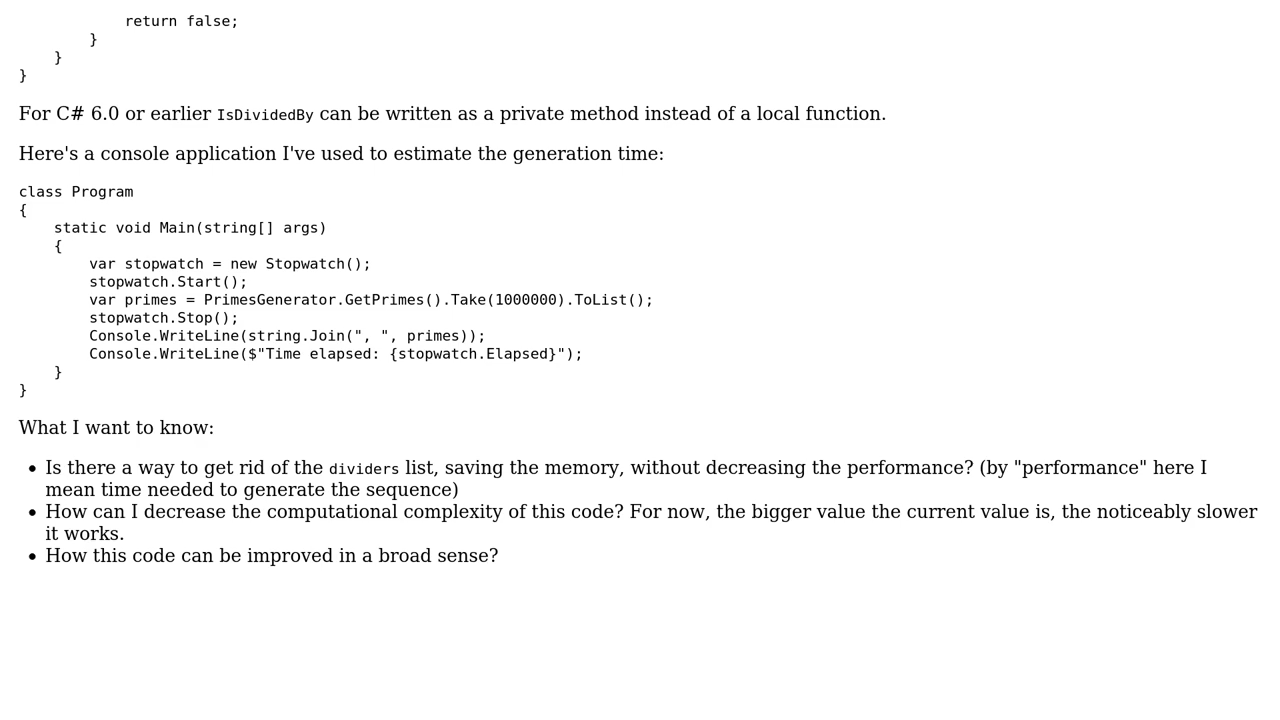 return false;
        }
    }
}
For C# 6.0 or earlier IsDividedBy can be written as a private method instead of a local function.
Here's a console application I've used to estimate the generation time:
class Program
{
    static void Main(string[] args)
    {
        var stopwatch = new Stopwatch();
        stopwatch.Start();
        var primes = PrimesGenerator.GetPrimes().Take(1000000).ToList();
        stopwatch.Stop();
        Console.WriteLine(string.Join(", ", primes));
        Console.WriteLine($"Time elapsed: {stopwatch.Elapsed}");
    }
}
What I want to know:
• Is there a way to get rid of the dividers list, saving the memory, without decreasing the performance? (by "performance" here I
mean time needed to generate the sequence)
• How can I decrease the computational complexity of this code? For now, the bigger value the current value is, the noticeably slower
it works.
• How this code can be improved in a broad sense?